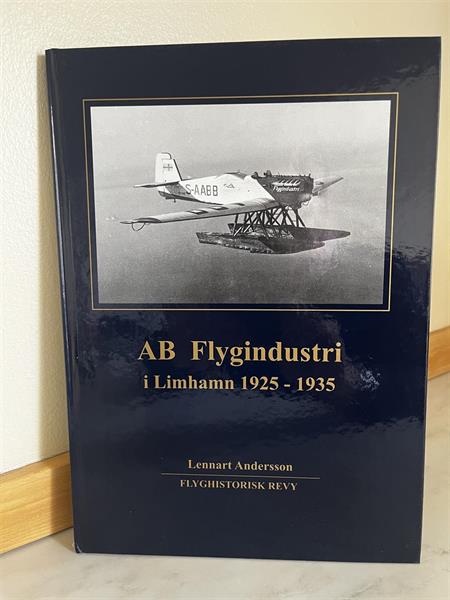 S-AABB
Flygindustri
AB Flygindustri
i Limhamn 1925 - 1935
Lennart Andersson
FLYGHISTORISK REVY